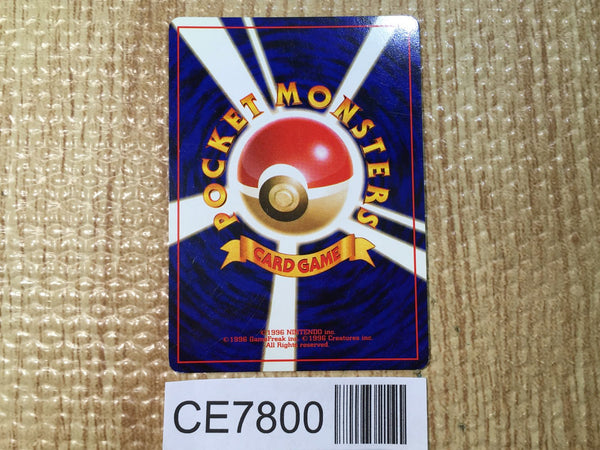 POCKET MONSTERS
CARD GAME
©1996 NINTENDO inc.
©1996 GameFreak inc. ©1996 Creatures inc.
All Rights reserved.
CE7800